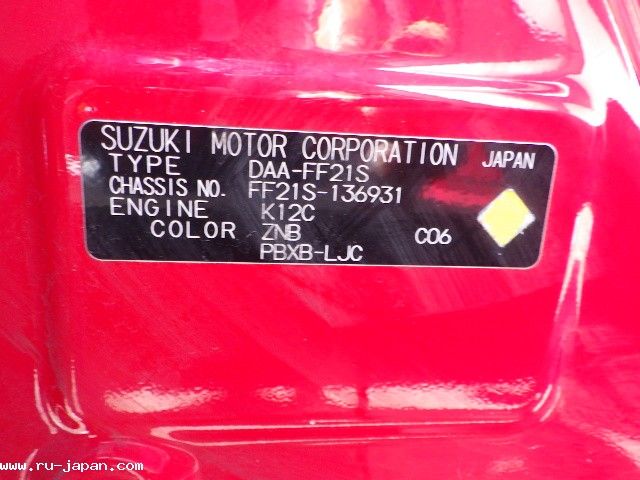 SUZUKI MOTOR CORPORATION JAPAN
TYPE DAA-FF21S
CHASSIS NO. FF21S-136931
ENGINE K12C
COLOR ZNB C06
PBXB-LJC
www.ru-japan.com